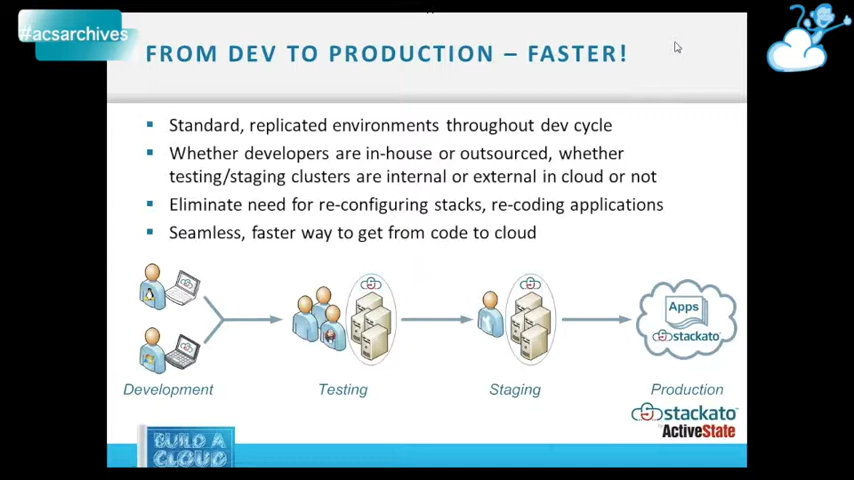 #acsarchives
FROM DEV TO PRODUCTION – FASTER!
Standard, replicated environments throughout dev cycle
Whether developers are in-house or outsourced, whether
testing/staging clusters are internal or external in cloud or not
Eliminate need for re-configuring stacks, re-coding applications
Seamless, faster way to get from code to cloud
Apps
stackato
Development
Testing
Staging
Production
stackato
by ActiveState
BUILD A
CLOUD